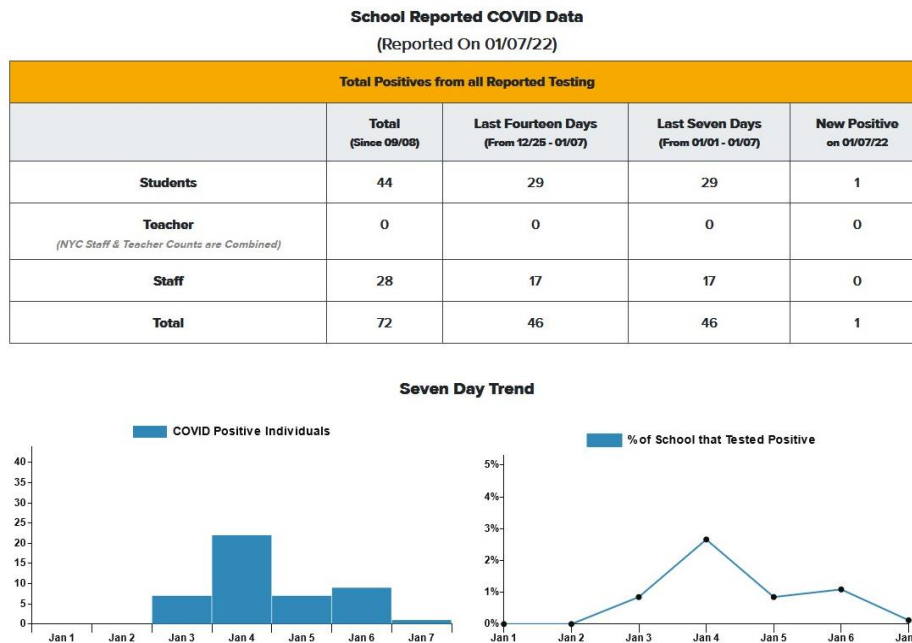 School Reported COVID Data
(Reported On 01/07/22)
Total Positives from all Reported Testing
Total Last Fourteen Days Last Seven Days New Positive
(Since 09/08) (From 12/25 - 01/07) (From 01/01 - 01/07) on 01/07/22
Students 44 29 29 1
Teacher 0 0 0 0
(NYC Staff & Teacher Counts are Combined)
Staff 28 17 17 0
Total 72 46 46 1
Seven Day Trend
COVID Positive Individuals
40
35
30
25
20
15
10
5
0
Jan 1 Jan 2 Jan 3 Jan 4 Jan 5 Jan 6 Jan 7
% of School that Tested Positive
5%
4%
3%
2%
1%
0%
Jan 1 Jan 2 Jan 3 Jan 4 Jan 5 Jan 6 Jan